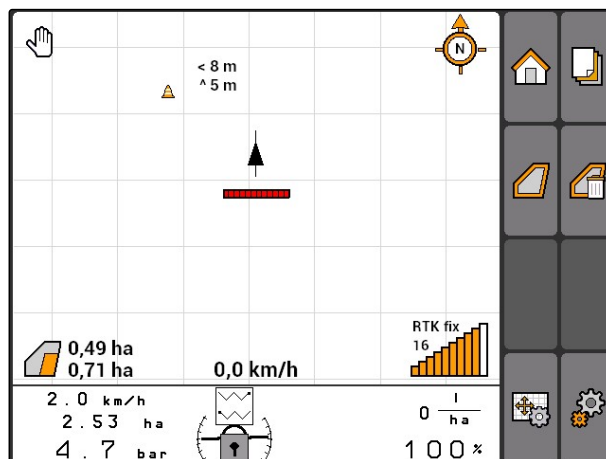 N
< 8 m
^ 5 m
RTK fix
16
0,49 ha
0,71 ha
0,0 km/h
2.0 km/h
2.53 ha
4.7 bar
0 l/ha
100%